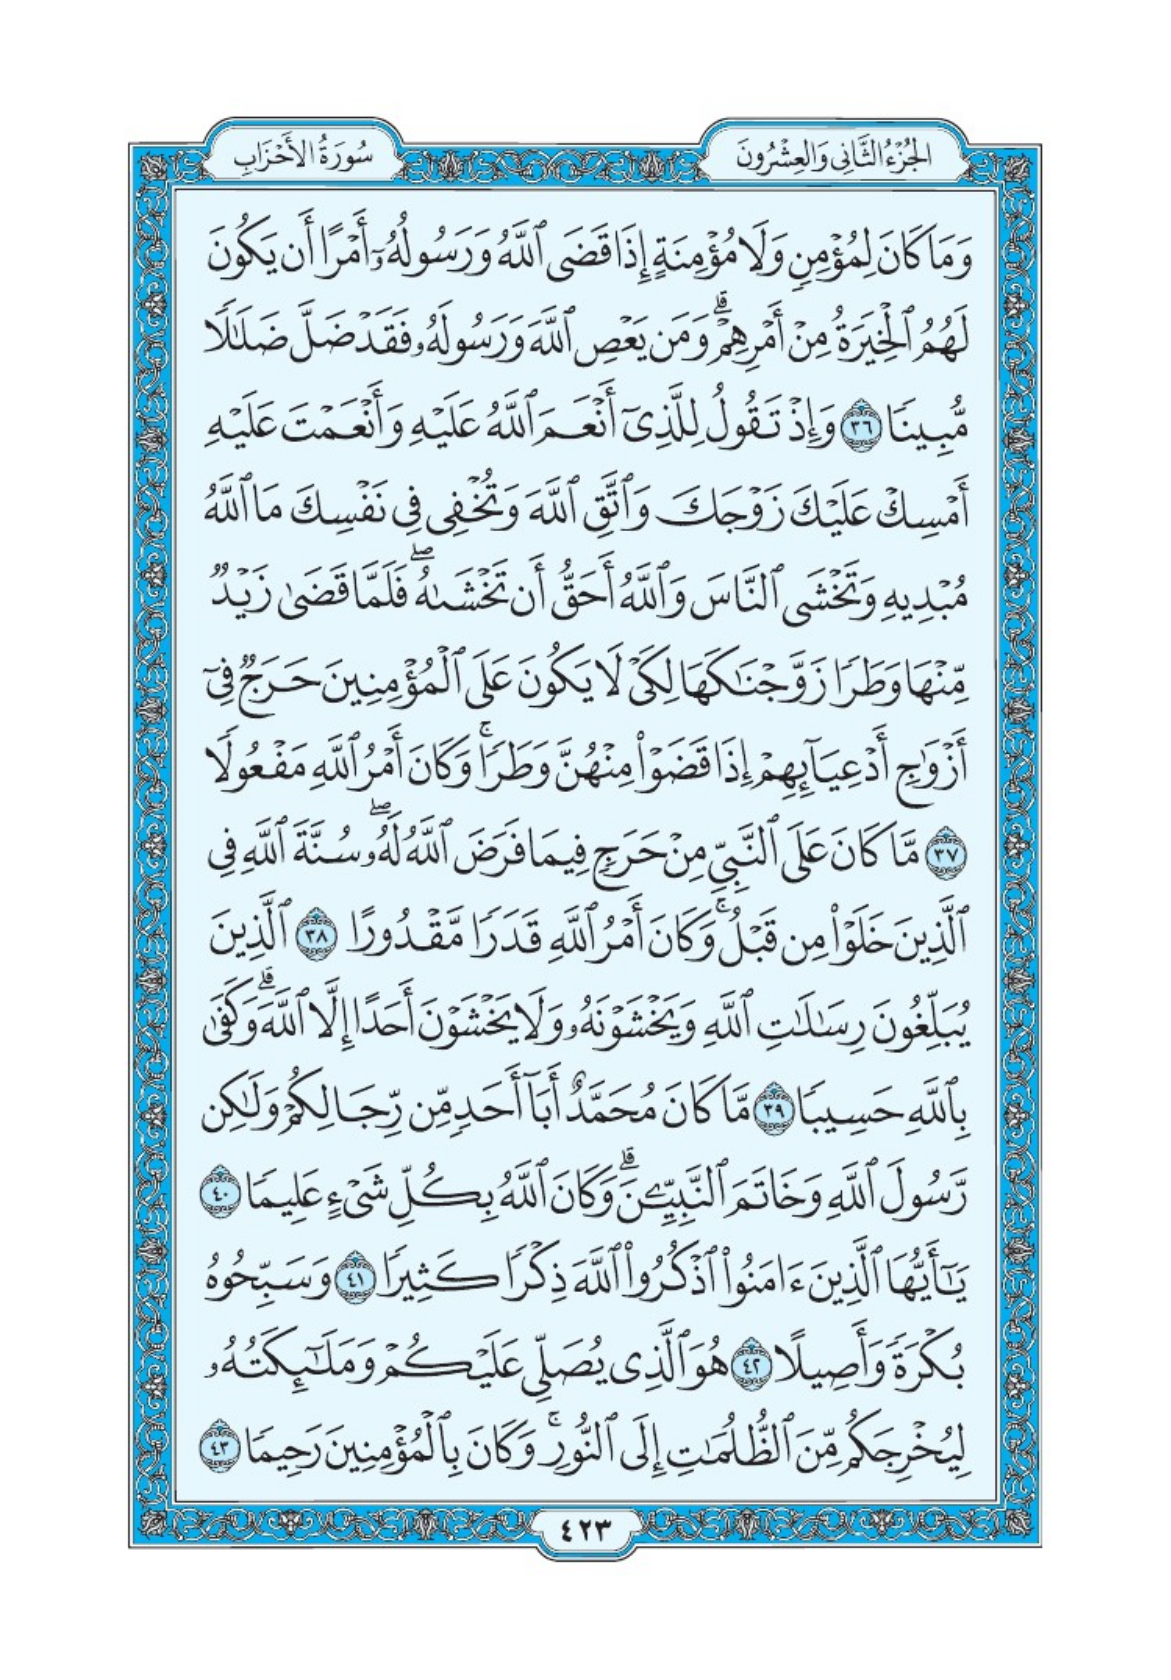 الجُزْءُ الثَّانِي وَالعِشْرُونَ
سُورَةُ الأَحْزَابِ
وَمَا كَانَ لِمُؤْمِنٍ وَلَا مُؤْمِنَةٍ إِذَا قَضَى ٱللَّهُ وَرَسُولُهُۥٓ أَمْرًا أَن يَكُونَ
لَهُمُ ٱلْخِيَرَةُ مِنْ أَمْرِهِمْۗ وَمَن يَعْصِ ٱللَّهَ وَرَسُولَهُۥ فَقَدْ ضَلَّ ضَلَٰلًا
مُّبِينًا ٣٦ وَإِذْ تَقُولُ لِلَّذِىٓ أَنْعَمَ ٱللَّهُ عَلَيْهِ وَأَنْعَمْتَ عَلَيْهِ
أَمْسِكْ عَلَيْكَ زَوْجَكَ وَٱتَّقِ ٱللَّهَ وَتُخْفِى فِى نَفْسِكَ مَا ٱللَّهُ
مُبْدِيهِ وَتَخْشَى ٱلنَّاسَ وَٱللَّهُ أَحَقُّ أَن تَخْشَىٰهُۖ فَلَمَّا قَضَىٰ زَيْدٌ
مِّنْهَا وَطَرًا زَوَّجْنَٰكَهَا لِكَىْ لَا يَكُونَ عَلَى ٱلْمُؤْمِنِينَ حَرَجٌ فِىٓ
أَزْوَٰجِ أَدْعِيَآئِهِمْ إِذَا قَضَوْا۟ مِنْهُنَّ وَطَرًاۚ وَكَانَ أَمْرُ ٱللَّهِ مَفْعُولًا
٣٧ مَّا كَانَ عَلَى ٱلنَّبِىِّ مِنْ حَرَجٍ فِيمَا فَرَضَ ٱللَّهُ لَهُۥۖ سُنَّةَ ٱللَّهِ فِى
ٱلَّذِينَ خَلَوْا۟ مِن قَبْلُۚ وَكَانَ أَمْرُ ٱللَّهِ قَدَرًا مَّقْدُورًا ٣٨ ٱلَّذِينَ
يُبَلِّغُونَ رِسَٰلَٰتِ ٱللَّهِ وَيَخْشَوْنَهُۥ وَلَا يَخْشَوْنَ أَحَدًا إِلَّا ٱللَّهَۗ وَكَفَىٰ
بِٱللَّهِ حَسِيبًا ٣٩ مَّا كَانَ مُحَمَّدٌ أَبَآ أَحَدٍ مِّن رِّجَالِكُمْ وَلَٰكِن
رَّسُولَ ٱللَّهِ وَخَاتَمَ ٱلنَّبِيِّۦنَۗ وَكَانَ ٱللَّهُ بِكُلِّ شَىْءٍ عَلِيمًا ٤٠
يَٰٓأَيُّهَا ٱلَّذِينَ ءَامَنُوا۟ ٱذْكُرُوا۟ ٱللَّهَ ذِكْرًا كَثِيرًا ٤١ وَسَبِّحُوهُ
بُكْرَةً وَأَصِيلًا ٤٢ هُوَ ٱلَّذِى يُصَلِّى عَلَيْكُمْ وَمَلَٰٓئِكَتُهُۥ
لِيُخْرِجَكُم مِّنَ ٱلظُّلُمَٰتِ إِلَى ٱلنُّورِۚ وَكَانَ بِٱلْمُؤْمِنِينَ رَحِيمًا ٤٣
٤٢٣